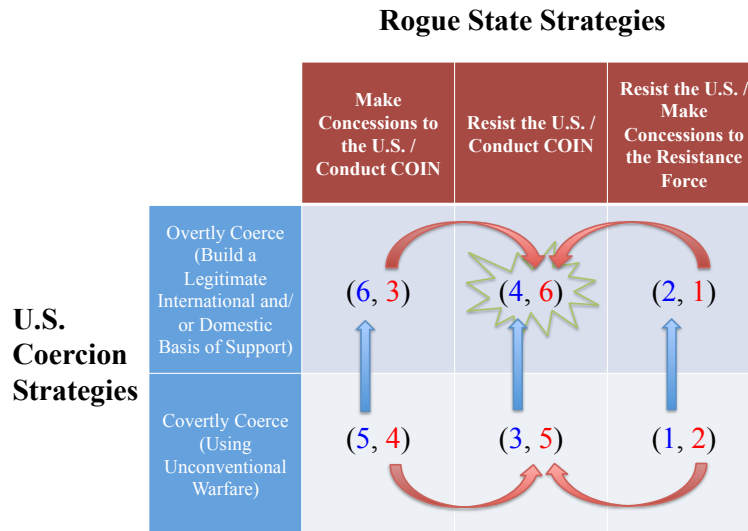 Rogue State Strategies
Make
Concessions to
the U.S. /
Conduct COIN
Resist the U.S. /
Conduct COIN
Resist the U.S. /
Make
Concessions to
the Resistance
Force
U.S.
Coercion
Strategies
Overtly Coerce
(Build a
Legitimate
International and/
or Domestic
Basis of Support)
(6, 3)
(4, 6)
(2, 1)
Covertly Coerce
(Using
Unconventional
Warfare)
(5, 4)
(3, 5)
(1, 2)